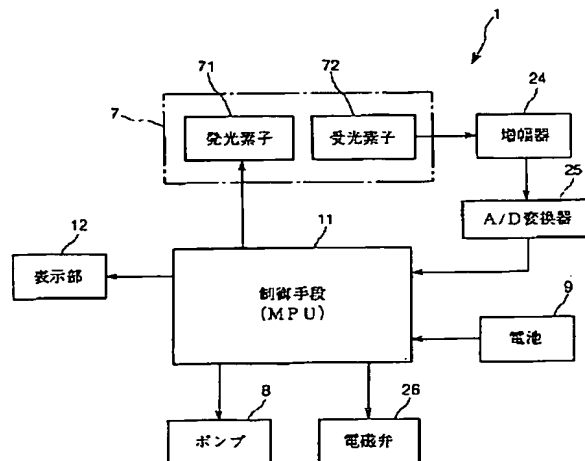 1
71
72
24
7
発光素子
受光素子
増幅器
25
A/D変換器
12
11
表示部
制御手段
(MPU)
9
電池
8
26
ポンプ
電磁弁